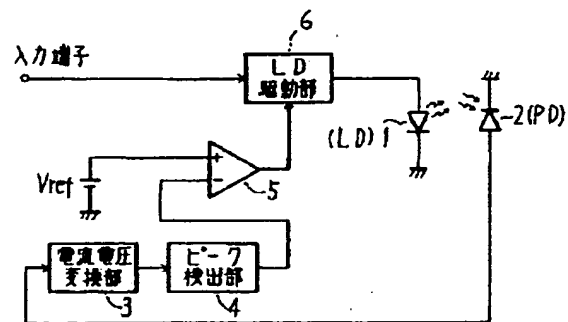 6
入力端子
LD
駆動部
(LD)1
2(PD)
+
-
5
Vref
電流電圧
変換部
3
ピーク
検出部
4